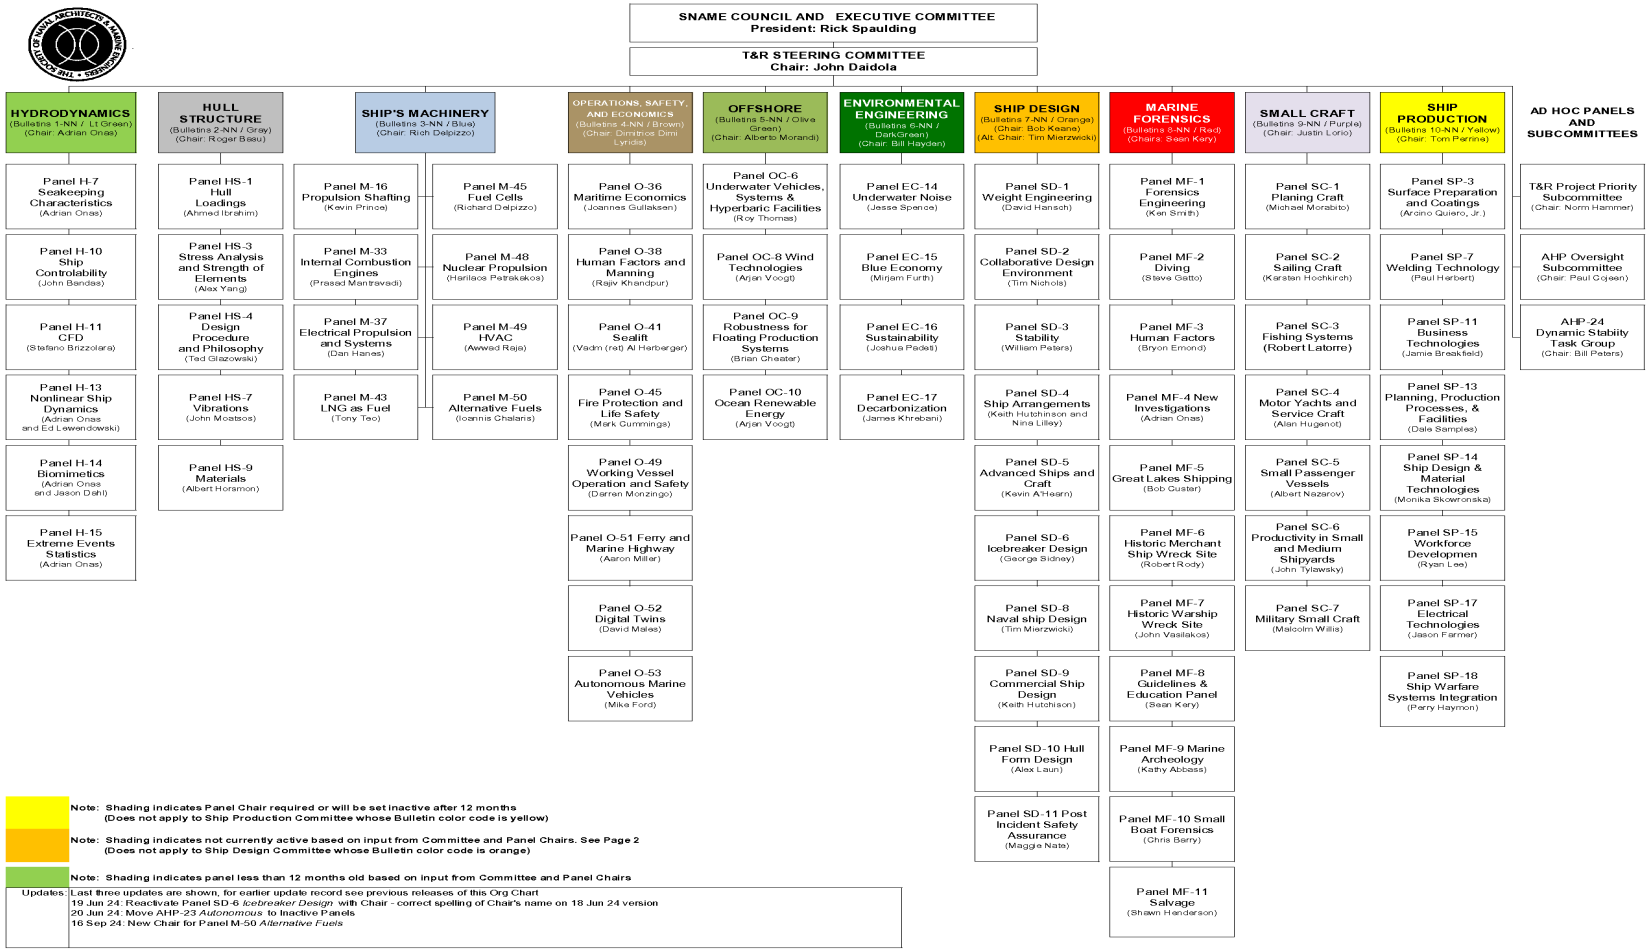 THE SOCIETY OF NAVAL ARCHITECTS & MARINE ENGINEERS
SNAME COUNCIL AND EXECUTIVE COMMITTEE
President: Rick Spaulding
T&R STEERING COMMITTEE
Chair: John Daidola
HYDRODYNAMICS
(Bulletins 1-NN / Lt Green)
(Chair: Adrian Onas)
Panel H-7
Seakeeping
Characteristics
(Adrian Onas)
Panel H-10
Ship
Controlability
(John Bandas)
Panel H-11
CFD
(Stefano Brizzolara)
Panel H-13
Nonlinear Ship
Dynamics
(Adrian Onas
and Ed Lewendowski)
Panel H-14
Biomimetics
(Adrian Onas
and Jason Dahl)
Panel H-15
Extreme Events
Statistics
(Adrian Onas)
HULL
STRUCTURE
(Bulletins 2-NN / Gray)
(Chair: Roger Basu)
Panel HS-1
Hull
Loadings
(Ahmed Ibrahim)
Panel HS-3
Stress Analysis
and Strength of
Elements
(Alex Yang)
Panel HS-4
Design
Procedure
and Philosophy
(Ted Glazowski)
Panel HS-7
Vibrations
(John Moatsos)
Panel HS-9
Materials
(Albert Horsmon)
SHIP'S MACHINERY
(Bulletins 3-NN / Blue)
(Chair: Rich Delpizzo)
Panel M-16
Propulsion Shafting
(Kevin Prince)
Panel M-33
Internal Combustion
Engines
(Prasad Mantravadi)
Panel M-37
Electrical Propulsion
and Systems
(Dan Hanes)
Panel M-43
LNG as Fuel
(Tony Teo)
Panel M-45
Fuel Cells
(Richard Delpizzo)
Panel M-48
Nuclear Propulsion
(Harilaos Petrakakos)
Panel M-49
HVAC
(Awwad Raja)
Panel M-50
Alternative Fuels
(Ioannis Chalaris)
OPERATIONS, SAFETY,
AND ECONOMICS
(Bulletins 4-NN / Brown)
(Chair: Dimitrios Dimi
Lyridis)
Panel O-36
Maritime Economics
(Joannes Gullaksen)
Panel O-38
Human Factors and
Manning
(Rajiv Khandpur)
Panel O-41
Sealift
(Vadm (ret) Al Herberger)
Panel O-45
Fire Protection and
Life Safety
(Mark Cummings)
Panel O-49
Working Vessel
Operation and Safety
(Darren Monzingo)
Panel O-51 Ferry and
Marine Highway
(Aaron Miller)
Panel O-52
Digital Twins
(David Males)
Panel O-53
Autonomous Marine
Vehicles
(Mike Ford)
OFFSHORE
(Bulletins 5-NN / Olive
Green)
(Chair: Alberto Morandi)
Panel OC-6
Underwater Vehicles,
Systems &
Hyperbaric Facilities
(Roy Thomas)
Panel OC-8 Wind
Technologies
(Arjan Voogt)
Panel OC-9
Robustness for
Floating Production
Systems
(Brian Cheater)
Panel OC-10
Ocean Renewable
Energy
(Arjan Voogt)
ENVIRONMENTAL
ENGINEERING
(Bulletins 6-NN /
DarkGreen)
(Chair: Bill Hayden)
Panel EC-14
Underwater Noise
(Jesse Spence)
Panel EC-15
Blue Economy
(Mirjam Furth)
Panel EC-16
Sustainability
(Joshua Padeti)
Panel EC-17
Decarbonization
(James Khrebani)
SHIP DESIGN
(Bulletins 7-NN / Orange)
(Chair: Bob Keane)
(Alt. Chair: Tim Mierzwicki)
Panel SD-1
Weight Engineering
(David Hansch)
Panel SD-2
Collaborative Design
Environment
(Tim Nichols)
Panel SD-3
Stability
(William Peters)
Panel SD-4
Ship Arrangements
(Keith Hutchinson and
Nina Lilley)
Panel SD-5
Advanced Ships and
Craft
(Kevin A'Hearn)
Panel SD-6
Icebreaker Design
(George Sidney)
Panel SD-8
Naval ship Design
(Tim Mierzwicki)
Panel SD-9
Commercial Ship
Design
(Keith Hutchison)
Panel SD-10 Hull
Form Design
(Alex Laun)
Panel SD-11 Post
Incident Safety
Assurance
(Maggie Nate)
MARINE
FORENSICS
(Bulletins 8-NN / Red)
(Chairs: Sean Kery)
Panel MF-1
Forensics
Engineering
(Ken Smith)
Panel MF-2
Diving
(Steve Gatto)
Panel MF-3
Human Factors
(Bryon Emond)
Panel MF-4 New
Investigations
(Adrian Onas)
Panel MF-5
Great Lakes Shipping
(Bob Custer)
Panel MF-6
Historic Merchant
Ship Wreck Site
(Robert Rody)
Panel MF-7
Historic Warship
Wreck Site
(John Vasilakos)
Panel MF-8
Guidelines &
Education Panel
(Sean Kery)
Panel MF-9 Marine
Archeology
(Kathy Abbass)
Panel MF-10 Small
Boat Forensics
(Chris Barry)
Panel MF-11
Salvage
(Shawn Henderson)
SMALL CRAFT
(Bulletins 9-NN / Purple)
(Chair: Justin Lorio)
Panel SC-1
Planing Craft
(Michael Morabito)
Panel SC-2
Sailing Craft
(Karsten Hochkirch)
Panel SC-3
Fishing Systems
(Robert Latorre)
Panel SC-4
Motor Yachts and
Service Craft
(Alan Hugenot)
Panel SC-5
Small Passenger
Vessels
(Albert Nazarov)
Panel SC-6
Productivity in Small
and Medium
Shipyards
(John Tylawsky)
Panel SC-7
Military Small Craft
(Malcolm Willis)
SHIP
PRODUCTION
(Bulletins 10-NN / Yellow)
(Chair: Tom Perrine)
Panel SP-3
Surface Preparation
and Coatings
(Arcino Quiero, Jr.)
Panel SP-7
Welding Technology
(Paul Herbert)
Panel SP-11
Business
Technologies
(Jamie Breakfield)
Panel SP-13
Planning, Production
Processes, &
Facilities
(Dale Samples)
Panel SP-14
Ship Design &
Material
Technologies
(Monika Skowronska)
Panel SP-15
Workforce
Developmen
(Ryan Lee)
Panel SP-17
Electrical
Technologies
(Jason Farmer)
Panel SP-18
Ship Warfare
Systems Integration
(Perry Haymon)
AD HOC PANELS
AND
SUBCOMMITTEES
T&R Project Priority
Subcommittee
(Chair: Norm Hammer)
AHP Oversight
Subcommittee
(Chair: Paul Cojeen)
AHP-24
Dynamic Stabiity
Task Group
(Chair: Bill Peters)
Note: Shading indicates Panel Chair required or will be set inactive after 12 months
(Does not apply to Ship Production Committee whose Bulletin color code is yellow)
Note: Shading indicates not currently active based on input from Committee and Panel Chairs. See Page 2
(Does not apply to Ship Design Committee whose Bulletin color code is orange)
Note: Shading indicates panel less than 12 months old based on input from Committee and Panel Chairs
Updates: Last three updates are shown, for earlier update record see previous releases of this Org Chart
19 Jun 24: Reactivate Panel SD-6 Icebreaker Design with Chair - correct spelling of Chair's name on 18 Jun 24 version
20 Jun 24: Move AHP-23 Autonomous to Inactive Panels
16 Sep 24: New Chair for Panel M-50 Alternative Fuels